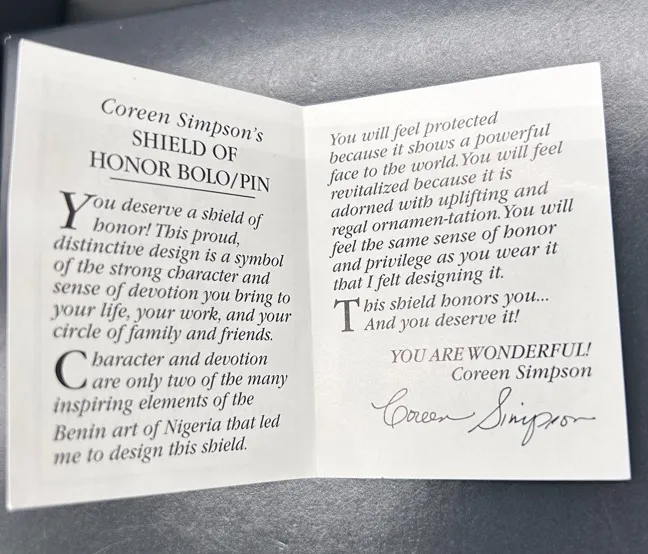 Coreen Simpson's
SHIELD OF
HONOR BOLO/PIN
You deserve a shield of
honor! This proud,
distinctive design is a symbol
of the strong character and
sense of devotion you bring to
your life, your work, and your
circle of family and friends.
Character and devotion
are only two of the many
inspiring elements of the
Benin art of Nigeria that led
me to design this shield.
You will feel protected
because it shows a powerful
face to the world. You will feel
revitalized because it is
adorned with uplifting and
regal ornamen-tation. You will
feel the same sense of honor
and privilege as you wear it
that I felt designing it.
This shield honors you...
And you deserve it!
YOU ARE WONDERFUL!
Coreen Simpson
Coreen Simpson